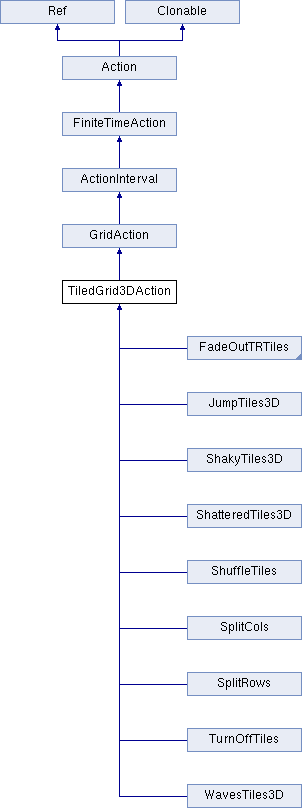 Ref
Clonable
Action
FiniteTimeAction
ActionInterval
GridAction
TiledGrid3DAction
FadeOutTRTiles
JumpTiles3D
ShakyTiles3D
ShatteredTiles3D
ShuffleTiles
SplitCols
SplitRows
TurnOffTiles
WavesTiles3D